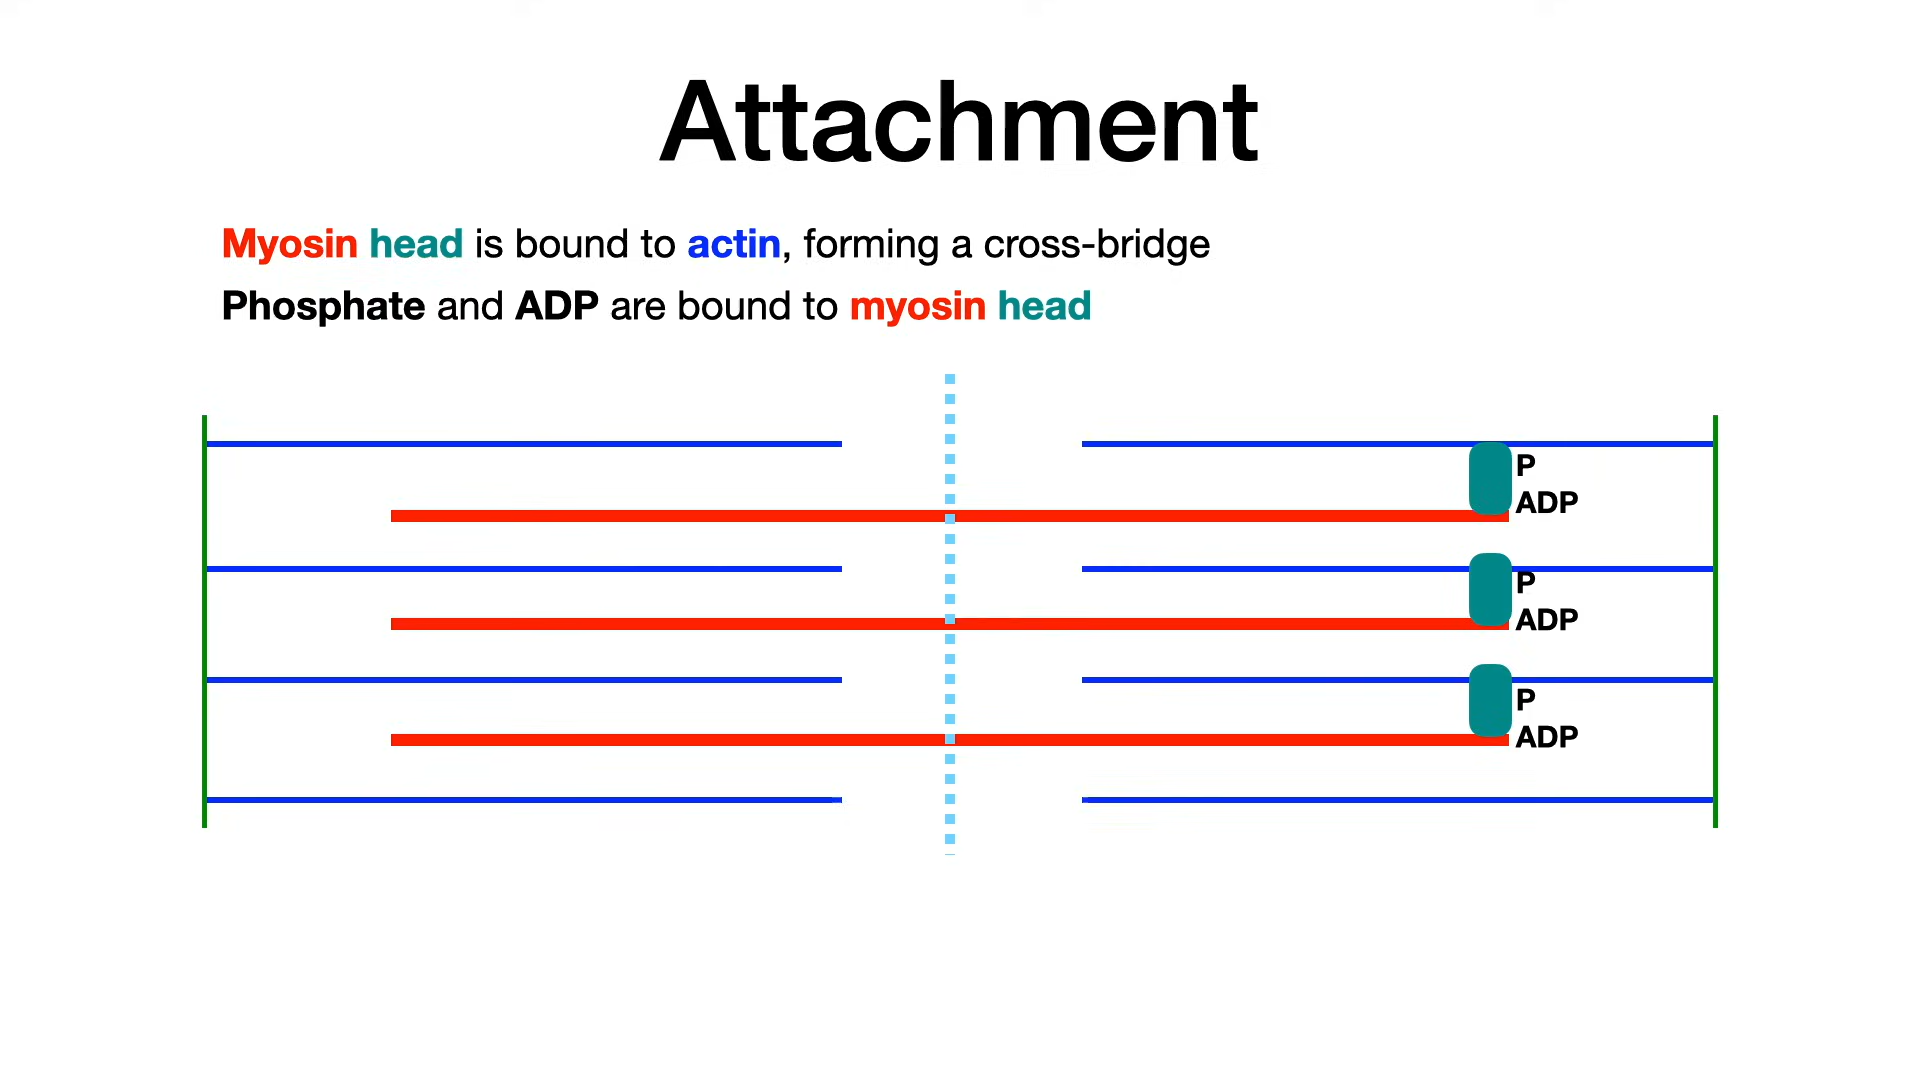 Attachment
Myosin head is bound to actin, forming a cross-bridge
Phosphate and ADP are bound to myosin head
P
ADP
P
ADP
P
ADP